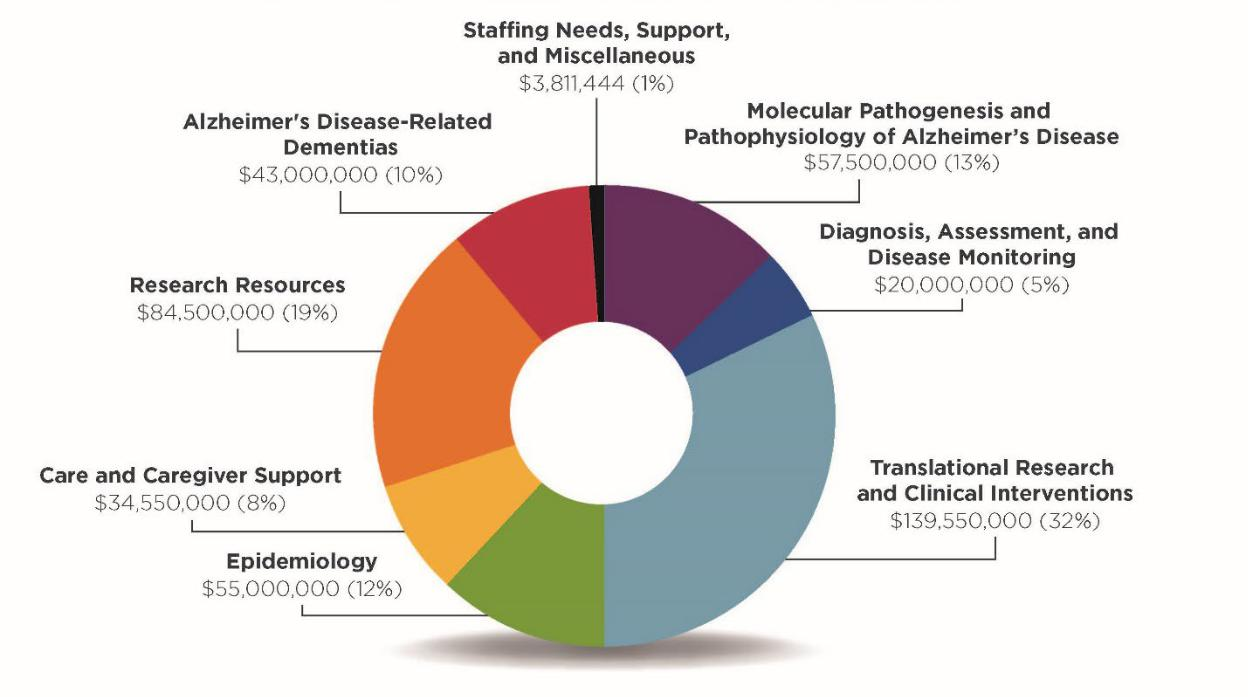 Staffing Needs, Support,
and Miscellaneous
$3,811,444 (1%)
Molecular Pathogenesis and
Pathophysiology of Alzheimer’s Disease
$57,500,000 (13%)
Diagnosis, Assessment, and
Disease Monitoring
$20,000,000 (5%)
Translational Research
and Clinical Interventions
$139,550,000 (32%)
Epidemiology
$55,000,000 (12%)
Care and Caregiver Support
$34,550,000 (8%)
Research Resources
$84,500,000 (19%)
Alzheimer's Disease-Related
Dementias
$43,000,000 (10%)